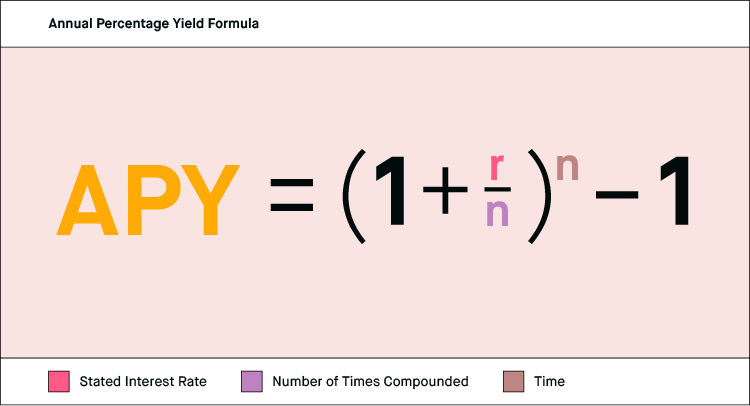 Annual Percentage Yield Formula
APY = (1 + r/n)^n − 1
Stated Interest Rate Number of Times Compounded Time